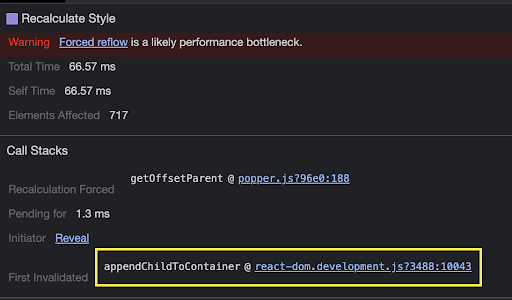 Recalculate Style
Warning Forced reflow is a likely performance bottleneck.
Total Time 66.57 ms
Self Time 66.57 ms
Elements Affected 717
Call Stacks
getOffsetParent @ popper.js?96e0:188
Recalculation Forced
Pending for 1.3 ms
Initiator Reveal
appendChildToContainer @ react-dom.development.js?3488:10043
First Invalidated